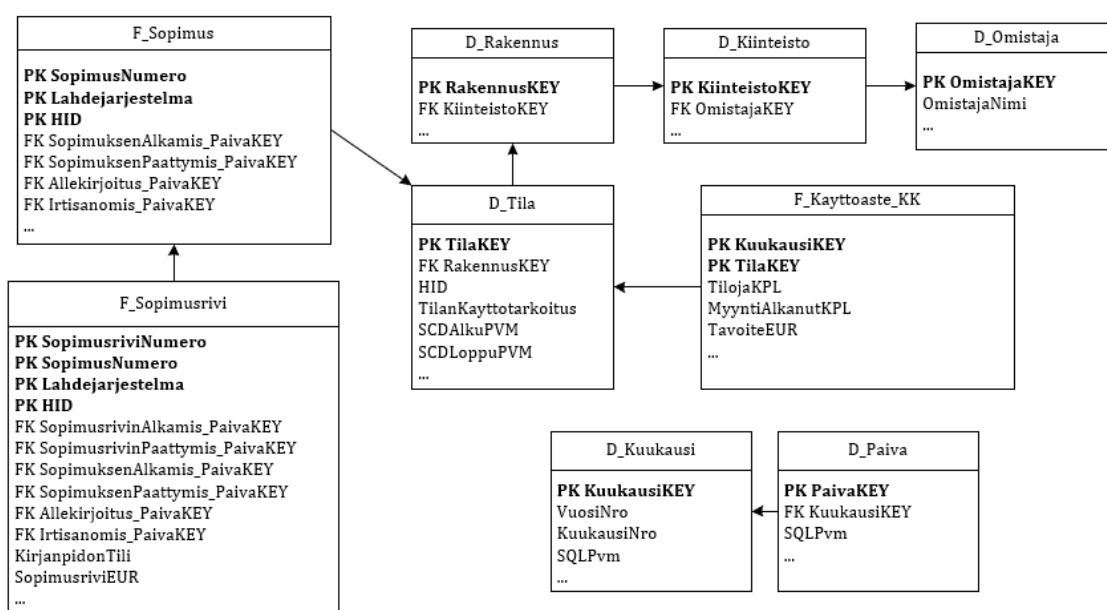 F_Sopimus
PK SopimusNumero
PK Lahdejarjestelma
PK HID
FK SopimuksenAlkamis_PaivaKEY
FK SopimuksenPaattymis_PaivaKEY
FK Allekirjoitus_PaivaKEY
FK Irtisanomis_PaivaKEY
...
D_Rakennus
PK RakennusKEY
FK KiinteistoKEY
...
D_Kiinteisto
PK KiinteistoKEY
FK OmistajaKEY
...
D_Omistaja
PK OmistajaKEY
OmistajaNimi
...
D_Tila
PK TilaKEY
FK RakennusKEY
HID
TilanKayttotarkoitus
SCDAlkuPVM
SCDLoppuPVM
...
F_Kayttoaste_KK
PK KuukausiKEY
PK TilaKEY
TilojaKPL
MyyntiAlkanutKPL
TavoiteEUR
...
F_Sopimusrivi
PK SopimusriviNumero
PK SopimusNumero
PK Lahdejarjestelma
PK HID
FK SopimusrivinAlkamis_PaivaKEY
FK SopimusrivinPaattymis_PaivaKEY
FK SopimuksenAlkamis_PaivaKEY
FK SopimuksenPaattymis_PaivaKEY
FK Allekirjoitus_PaivaKEY
FK Irtisanomis_PaivaKEY
KirjanpidonTili
SopimusriviEUR
...
D_Kuukausi
PK KuukausiKEY
VuosiNro
KuukausiNro
SQLPvm
...
D_Paiva
PK PaivaKEY
FK KuukausiKEY
SQLPvm
...